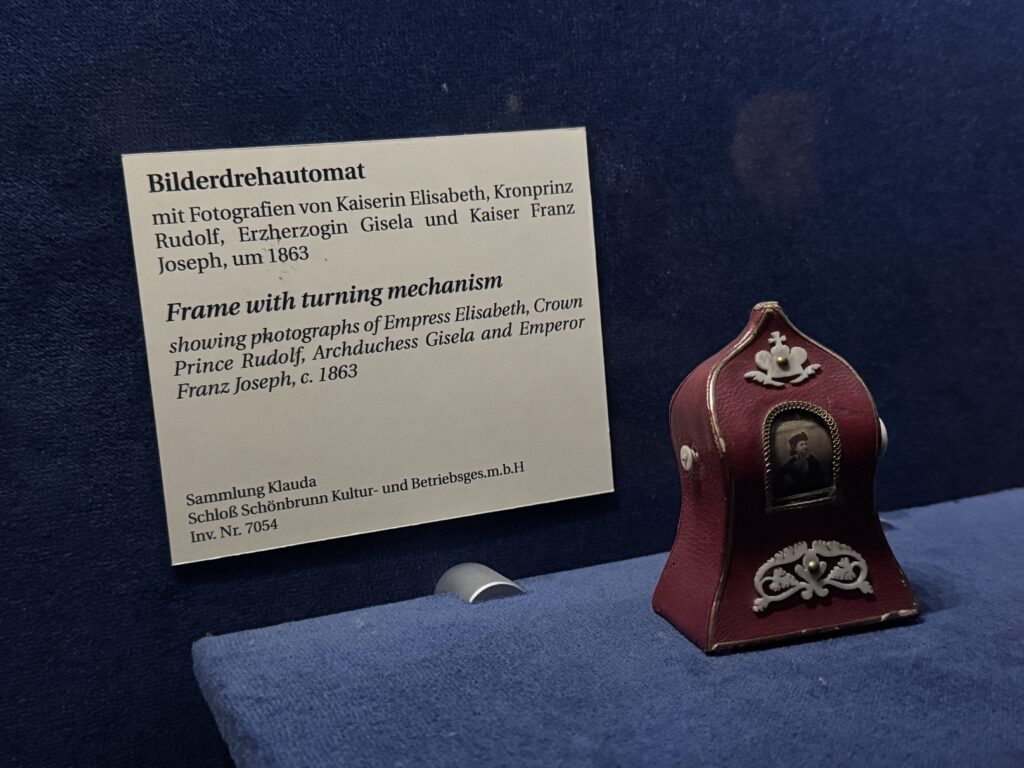 Bilderdrehautomat
mit Fotografien von Kaiserin Elisabeth, Kronprinz
Rudolf, Erzherzogin Gisela und Kaiser Franz
Joseph, um 1863
Frame with turning mechanism
showing photographs of Empress Elisabeth, Crown
Prince Rudolf, Archduchess Gisela and Emperor
Franz Joseph, c. 1863
Sammlung Klauda
Schloß Schönbrunn Kultur- und Betriebsges.m.b.H
Inv. Nr. 7054